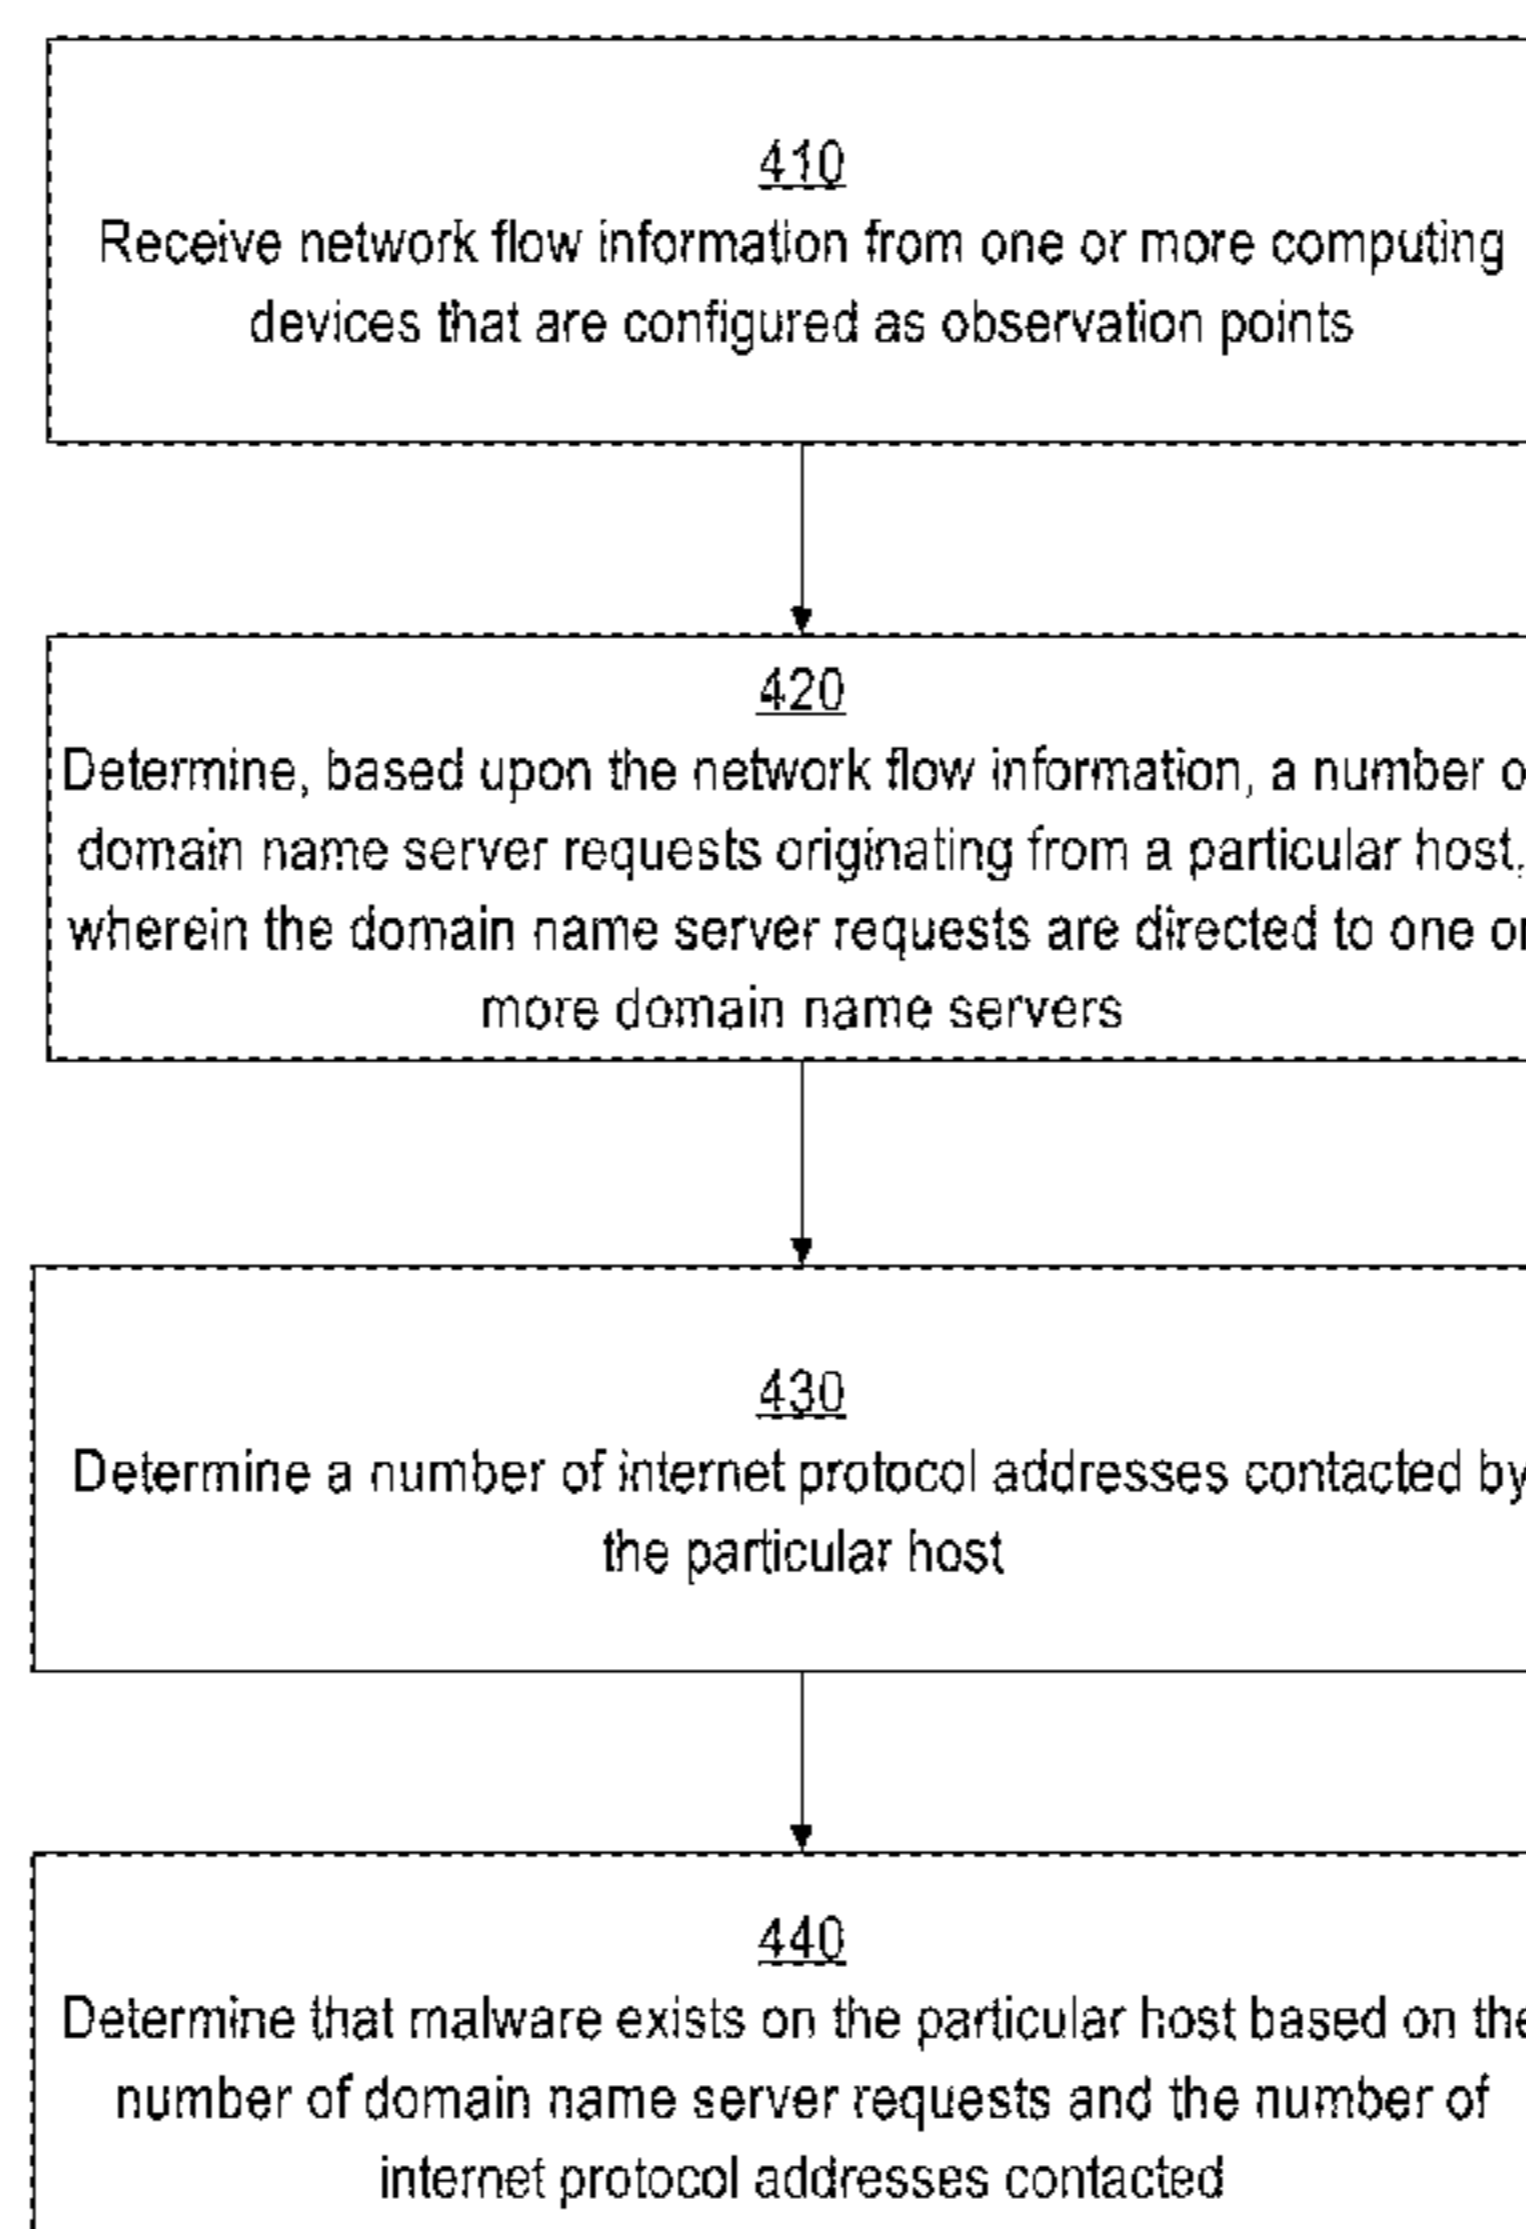 410
Receive network flow information from one or more computing
devices that are configured as observation points
420
Determine, based upon the network flow information, a number o
domain name server requests originating from a particular host,
wherein the domain name server requests are directed to one or
more domain name servers
430
Determine a number of internet protocol addresses contacted by
the particular host
440
Determine that malware exists on the particular host based on the
number of domain name server requests and the number of
internet protocol addresses contacted